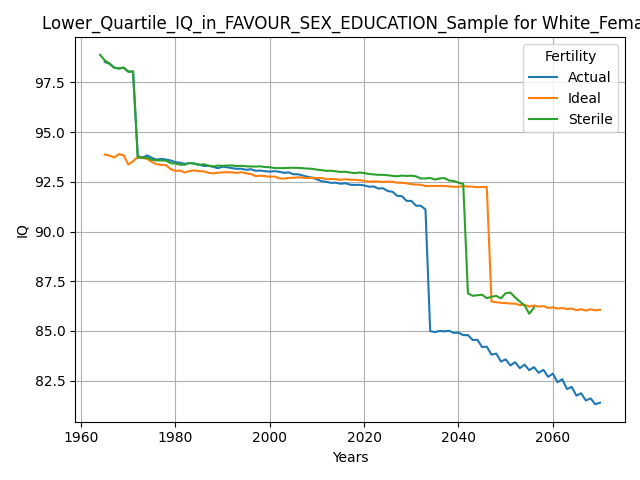 Lower_Quartile_IQ_in_FAVOUR_SEX_EDUCATION_Sample for White_Fema
Fertility
Actual
Ideal
Sterile
97.5
95.0
92.5
90.0
87.5
85.0
82.5
IQ
1960 1980 2000 2020 2040 2060
Years